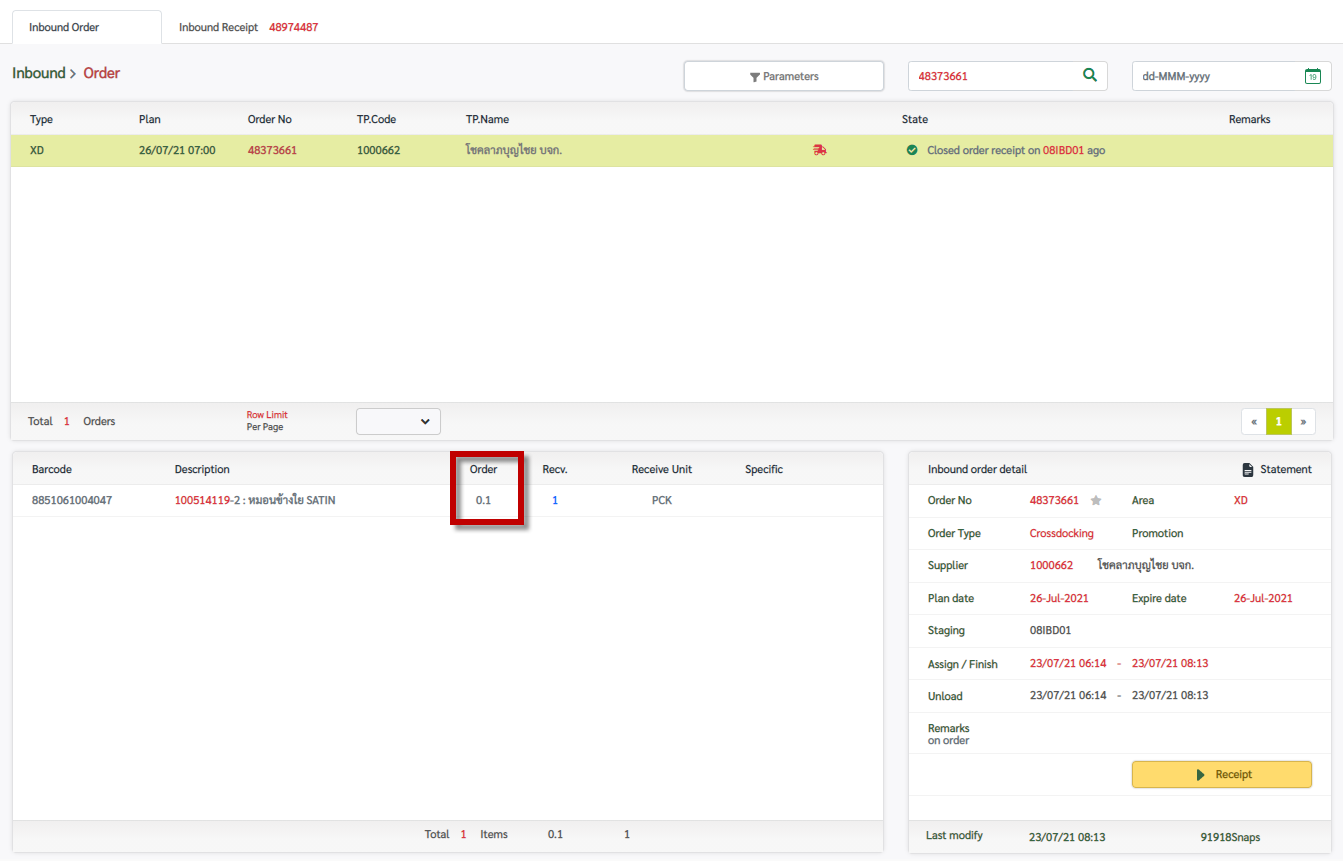 Inbound Order Inbound Receipt 48974487
Inbound > Order Parameters 48373661 dd-MMM-yyyy 19
Type Plan Order No TP.Code TP.Name State Remarks
XD 26/07/21 07:00 48373661 1000662 โชคลาภบุญไชย บจก. Closed order receipt on 08IBD01 ago
Total 1 Orders Row Limit Per Page « 1 »
Barcode Description Order Recv. Receive Unit Specific
8851061004047 100514119-2 : หมอนข้างใย SATIN 0.1 1 PCK
Total 1 Items 0.1 1
Inbound order detail Statement
Order No 48373661 Area XD
Order Type Crossdocking Promotion
Supplier 1000662 โชคลาภบุญไชย บจก.
Plan date 26-Jul-2021 Expire date 26-Jul-2021
Staging 08IBD01
Assign / Finish 23/07/21 06:14 - 23/07/21 08:13
Unload 23/07/21 06:14 - 23/07/21 08:13
Remarks
on order
Receipt
Last modify 23/07/21 08:13 91918Snaps